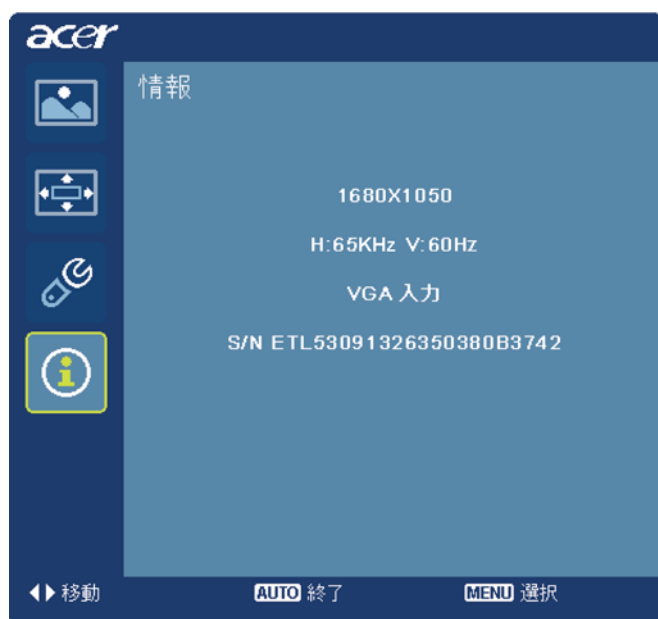 acer
情報
1680X1050
H:65KHz V:60Hz
VGA 入力
S/N ETL53091326350380B3742
移動 AUTO 終了 MENU 選択